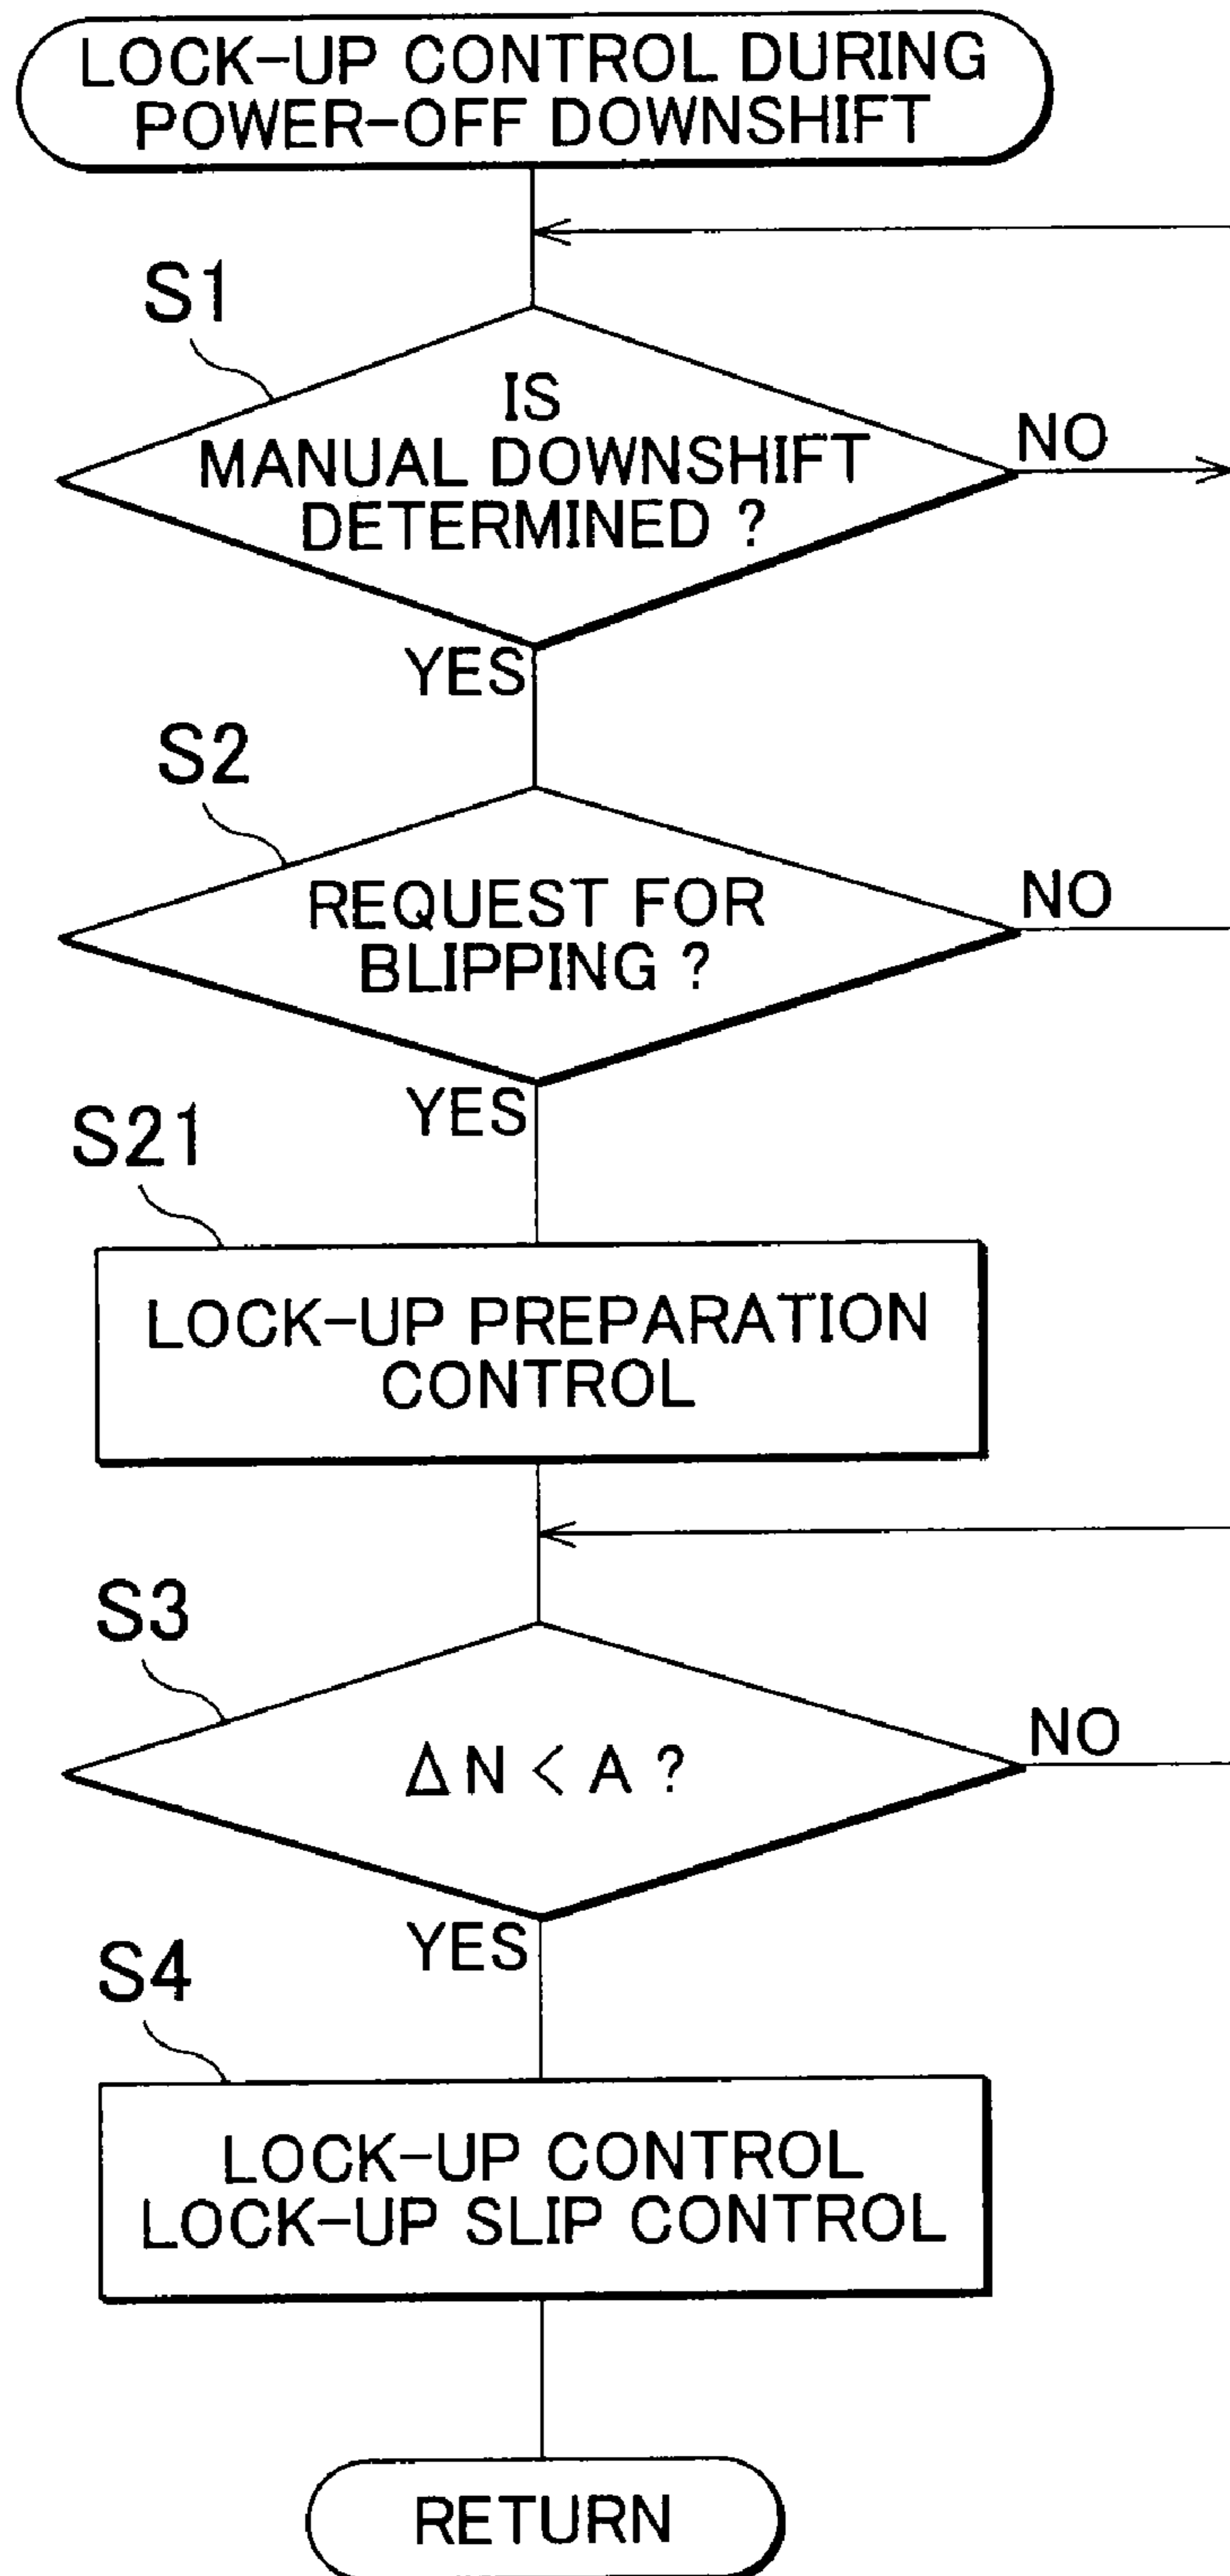 LOCK-UP CONTROL DURING
POWER-OFF DOWNSHIFT
S1
IS
MANUAL DOWNSHIFT
DETERMINED ?
NO
YES
S2
REQUEST FOR
BLIPPING ?
NO
YES
S21
LOCK-UP PREPARATION
CONTROL
S3
ΔN < A ?
NO
YES
S4
LOCK-UP CONTROL
LOCK-UP SLIP CONTROL
RETURN